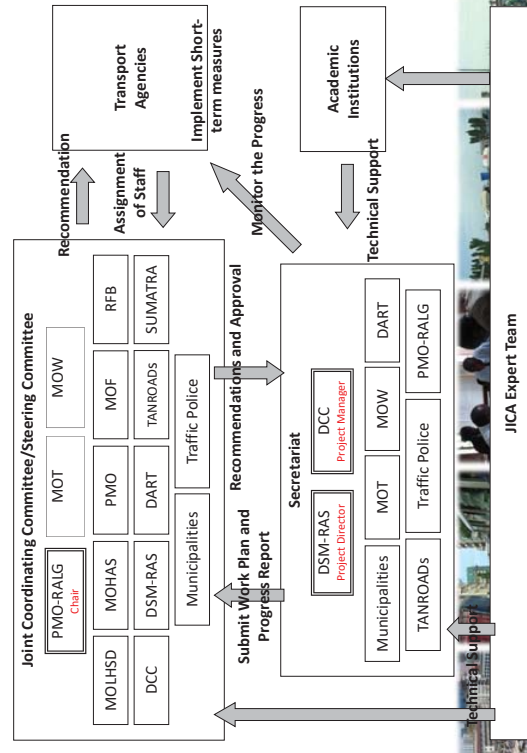 Joint Coordinating Committee/Steering Committee
PMO-RALG
Chair
MOT
MOW
MOLHSD
MOHAS
PMO
MOF
RFB
DCC
DSM-RAS
DART
TANROADs
SUMATRA
Municipalities
Traffic Police
Recommendation
Assignment
of Staff
Transport
Agencies
Implement Short-
term measures
Submit Work Plan and
Progress Report
Recommendations and Approval
Monitor the Progress
Secretariat
DSM-RAS
Project Director
DCC
Project Manager
Municipalities
MOT
MOW
DART
TANROADs
Traffic Police
PMO-RALG
Technical Support
Academic
Institutions
Technical Support
JICA Expert Team